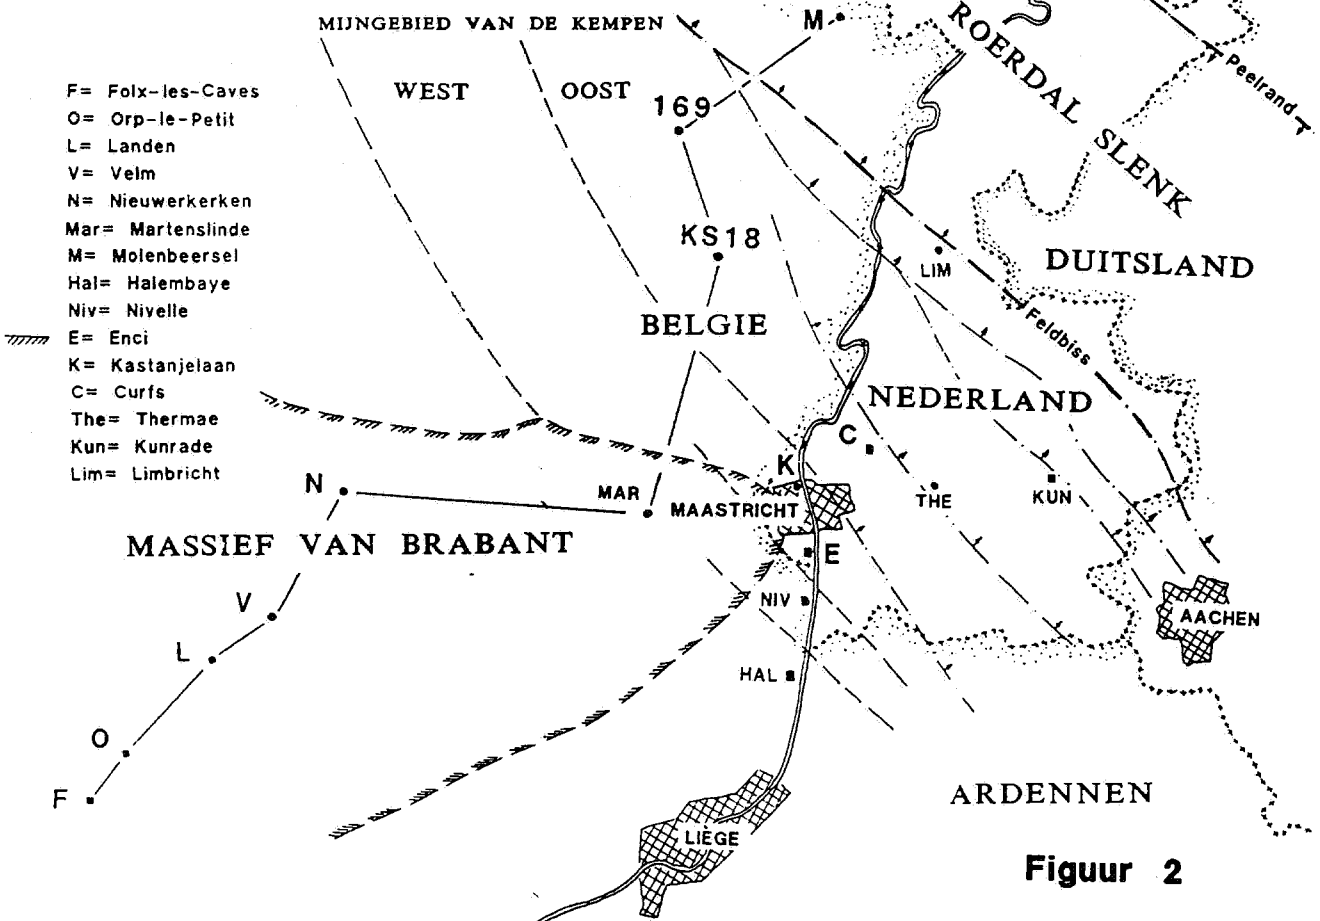 MIJNGEBIED VAN DE KEMPEN
M
ROERDAL SLENK
Peelrand
WEST
OOST
169
F= Folx-les-Caves
O= Orp-le-Petit
L= Landen
V= Velm
N= Nieuwerkerken
Mar= Martenslinde
M= Molenbeersel
Hal= Halembaye
Niv= Nivelle
E= Enci
K= Kastanjelaan
C= Curfs
The= Thermae
Kun= Kunrade
Lim= Limbricht
KS18
LIM
DUITSLAND
BELGIE
Feldbiss
NEDERLAND
C
K
N
MAR
MAASTRICHT
THE
KUN
MASSIEF VAN BRABANT
E
V
NIV
AACHEN
L
HAL
O
F
ARDENNEN
LIÈGE
Figuur 2